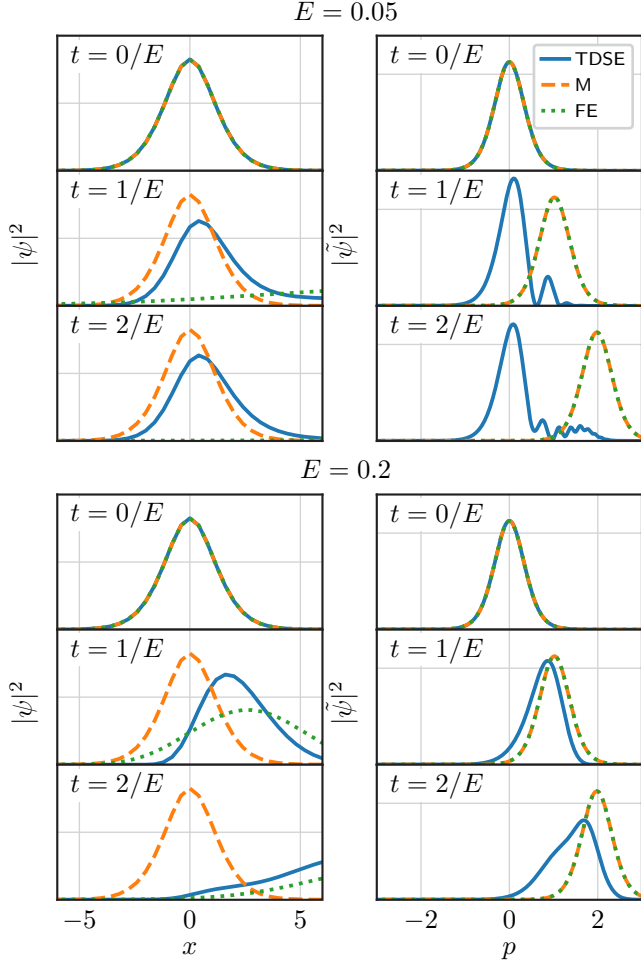 E = 0.05
t = 0/E
t = 0/E
TDSE
M
FE
|ψ|²
t = 1/E
|ψ̃|²
t = 1/E
t = 2/E
t = 2/E
E = 0.2
t = 0/E
t = 0/E
|ψ|²
t = 1/E
|ψ̃|²
t = 1/E
t = 2/E
t = 2/E
−5 0 5
−2 0 2
x
p